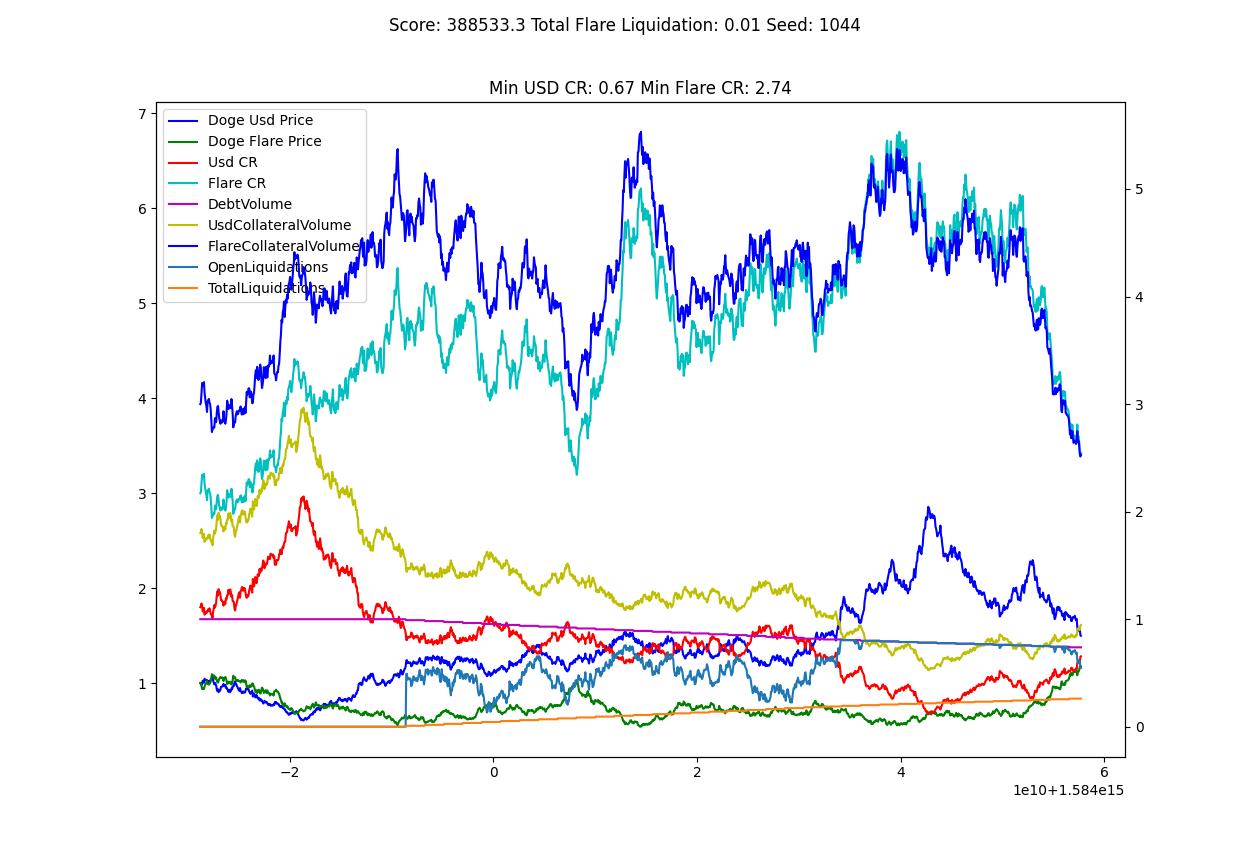 Score: 388533.3 Total Flare Liquidation: 0.01 Seed: 1044
Min USD CR: 0.67 Min Flare CR: 2.74
Doge Usd Price
Doge Flare Price
Usd CR
Flare CR
DebtVolume
UsdCollateralVolume
FlareCollateralVolume
OpenLiquidations
TotalLiquidations
7
6
5
4
3
2
1
5
4
3
2
1
0
−2
0
2
4
6
1e10+1.584e15